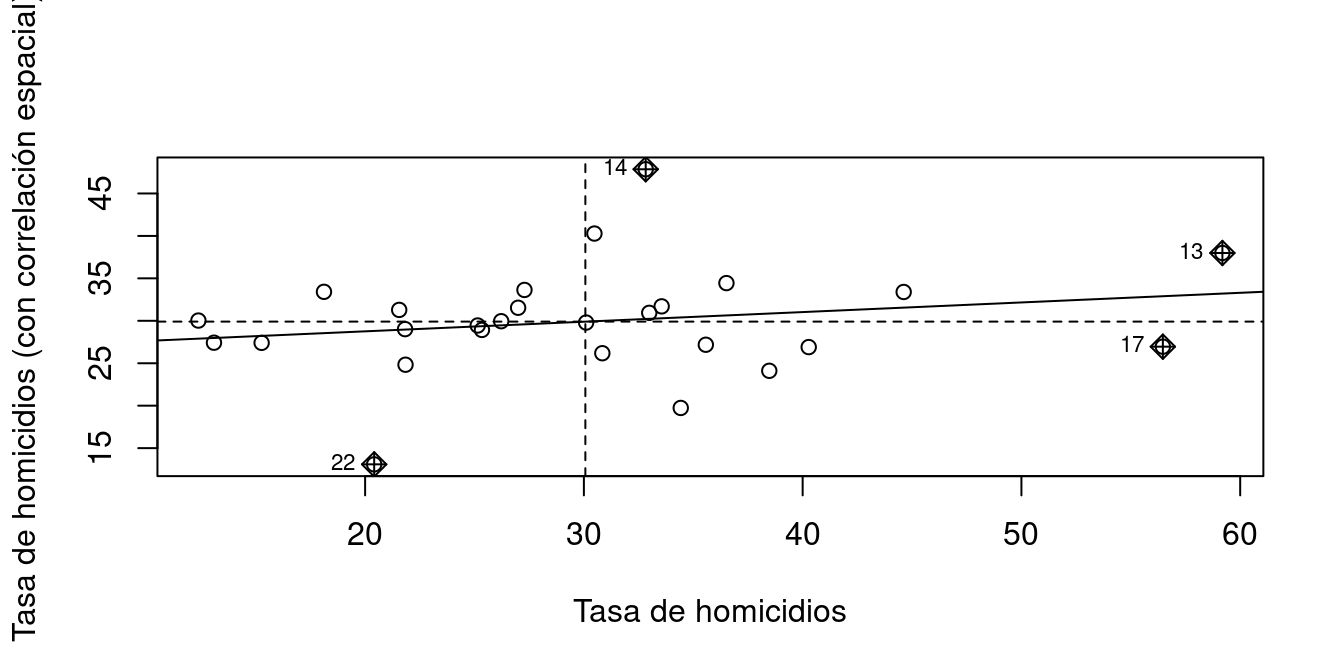 Tasa de homicidios (con correlación espacial)
45
35
25
15
14
13
17
22
20 30 40 50 60
Tasa de homicidios